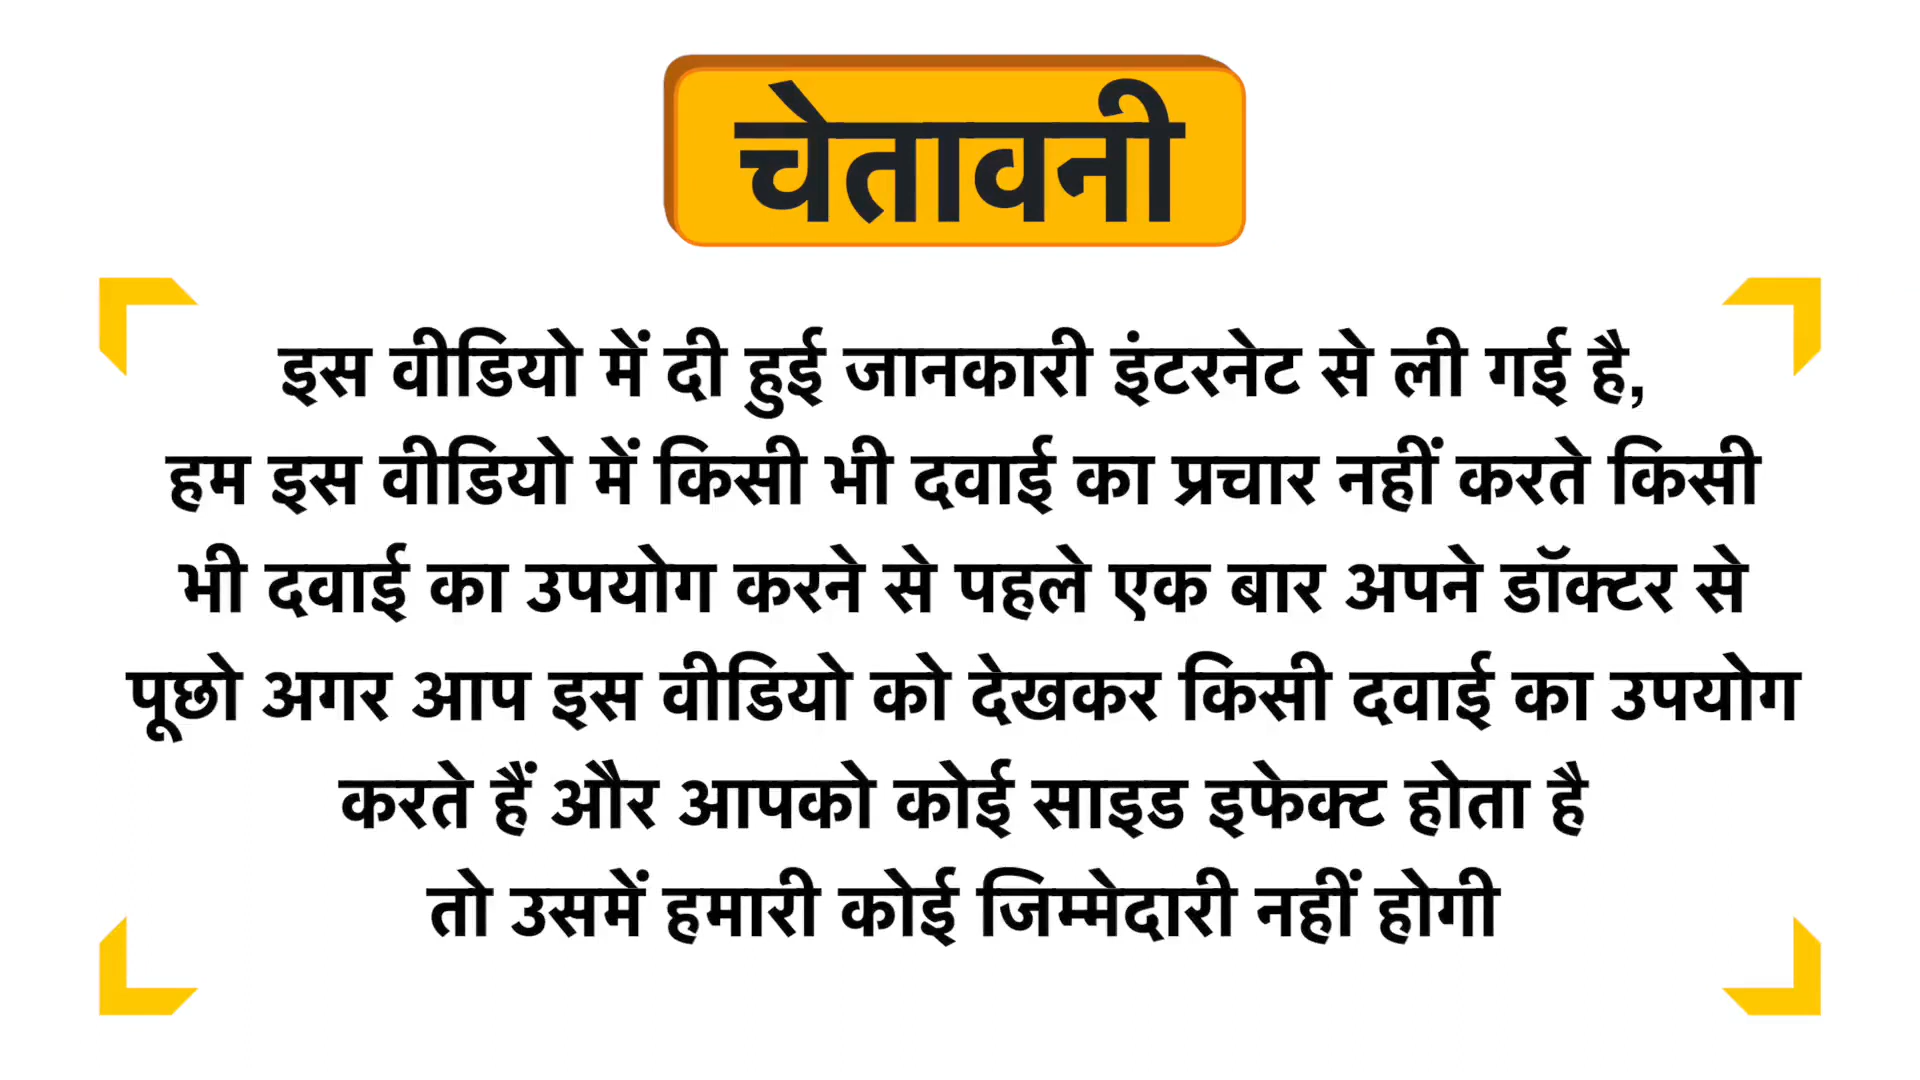 चेतावनी
इस वीडियो में दी हुई जानकारी इंटरनेट से ली गई है,
हम इस वीडियो में किसी भी दवाई का प्रचार नहीं करते किसी
भी दवाई का उपयोग करने से पहले एक बार अपने डॉक्टर से
पूछो अगर आप इस वीडियो को देखकर किसी दवाई का उपयोग
करते हैं और आपको कोई साइड इफेक्ट होता है
तो उसमें हमारी कोई जिम्मेदारी नहीं होगी